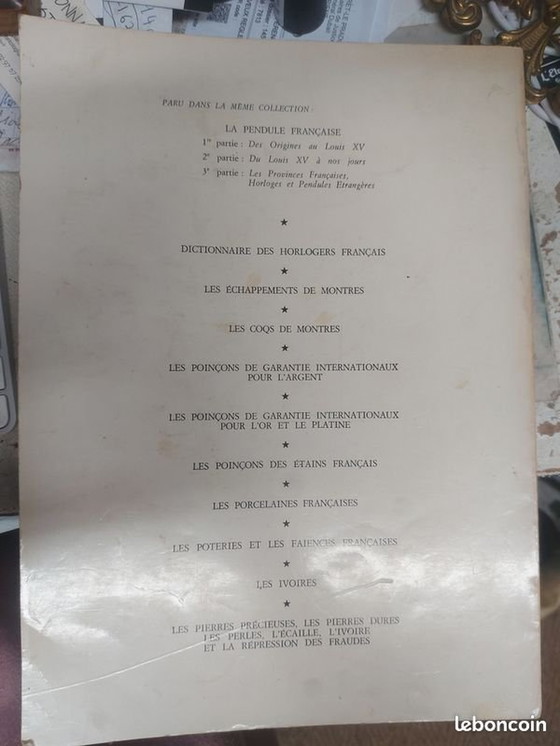 PARU DANS LA MÊME COLLECTION :
LA PENDULE FRANÇAISE
1re partie : Des Origines au Louis XV
2e partie : Du Louis XV à nos jours
3e partie : Les Provinces Françaises,
Horloges et Pendules Etrangères
★
DICTIONNAIRE DES HORLOGERS FRANÇAIS
★
LES ÉCHAPPEMENTS DE MONTRES
★
LES COQS DE MONTRES
★
LES POINÇONS DE GARANTIE INTERNATIONAUX
POUR L'ARGENT
★
LES POINÇONS DE GARANTIE INTERNATIONAUX
POUR L'OR ET LE PLATINE
★
LES POINÇONS DES ÉTAINS FRANÇAIS
★
LES PORCELAINES FRANÇAISES
★
LES POTERIES ET LES FAIENCES FRANÇAISES
★
LES IVOIRES
★
LES PIERRES PRÉCIEUSES, LES PIERRES DURES
LES PERLES, L'ÉCAILLE, L'IVOIRE
ET LA RÉPRESSION DES FRAUDES
leboncoin